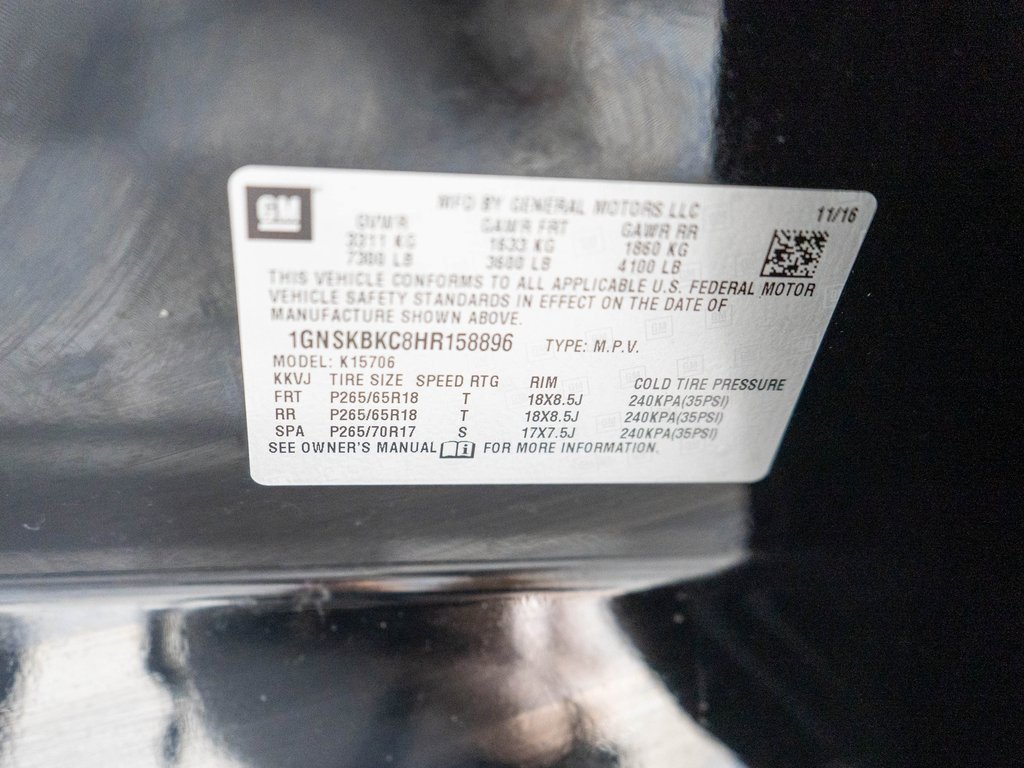 GM
MFD BY GENERAL MOTORS LLC 11/16
GVWR GAWR FRT GAWR RR
3311 KG 1633 KG 1860 KG
7300 LB 3600 LB 4100 LB
THIS VEHICLE CONFORMS TO ALL APPLICABLE U.S. FEDERAL MOTOR
VEHICLE SAFETY STANDARDS IN EFFECT ON THE DATE OF
MANUFACTURE SHOWN ABOVE.
1GNSKBKC8HR158896 TYPE: M.P.V.
MODEL: K15706
KKVJ TIRE SIZE SPEED RTG RIM COLD TIRE PRESSURE
FRT P265/65R18 T 18X8.5J 240KPA(35PSI)
RR P265/65R18 T 18X8.5J 240KPA(35PSI)
SPA P265/70R17 S 17X7.5J 240KPA(35PSI)
SEE OWNER'S MANUAL i FOR MORE INFORMATION.